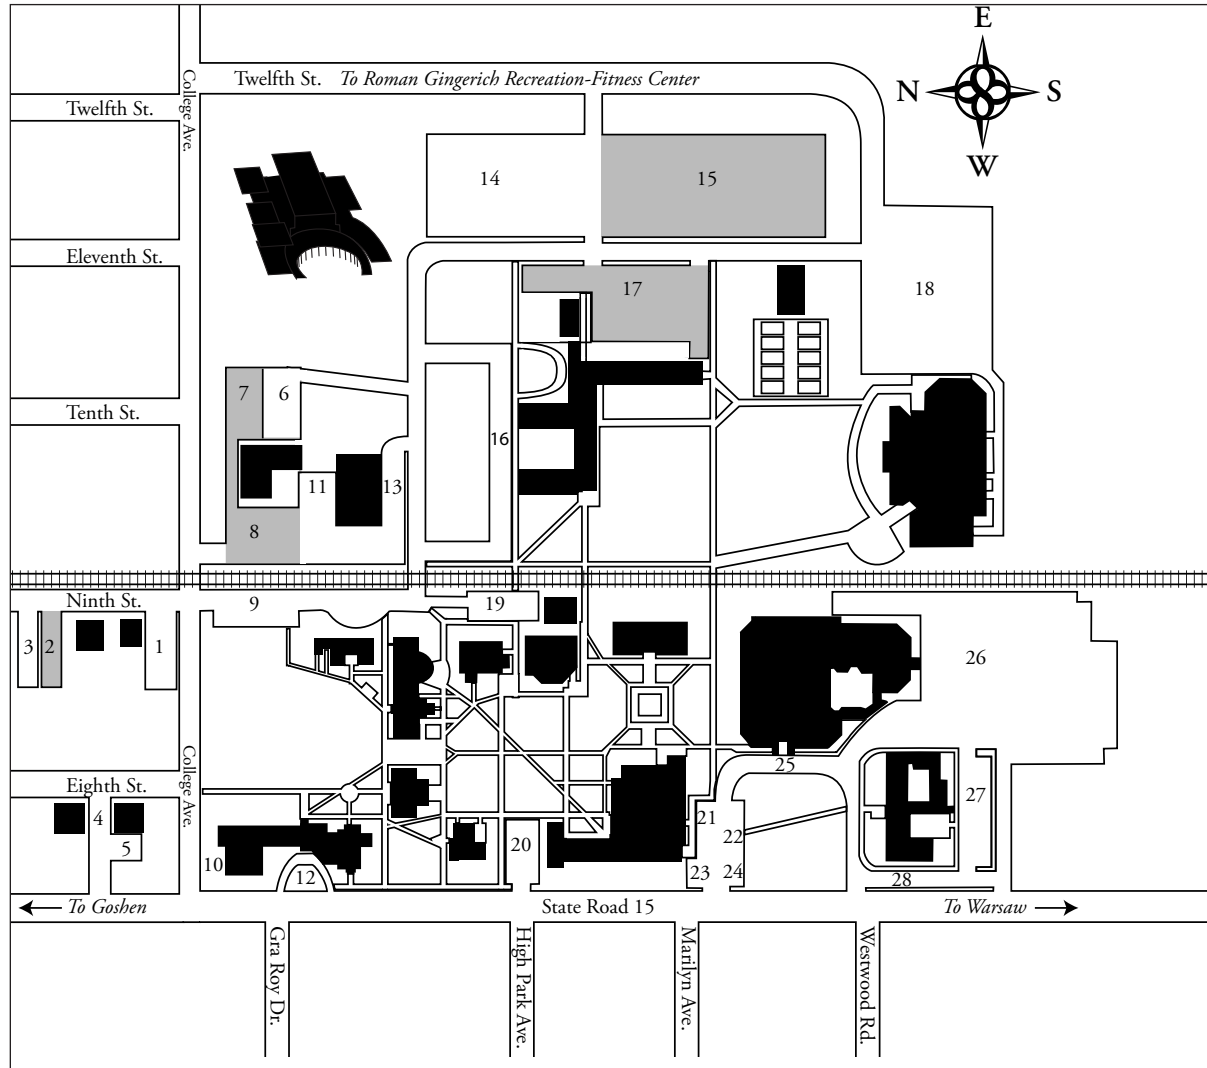 E
Twelfth St. To Roman Gingerich Recreation-Fitness Center
College Ave.
N S
Twelfth St.
W
14
15
Eleventh St.
17
18
7
6
Tenth St.
16
11
13
8
Ninth St.
9
19
3
2
1
26
College Ave.
25
Eighth St.
27
4
21
5
20
22
10
12
23
24
28
To Goshen
State Road 15
To Warsaw
Gra Roy Dr.
High Park Ave.
Marilyn Ave.
Westwood Rd.